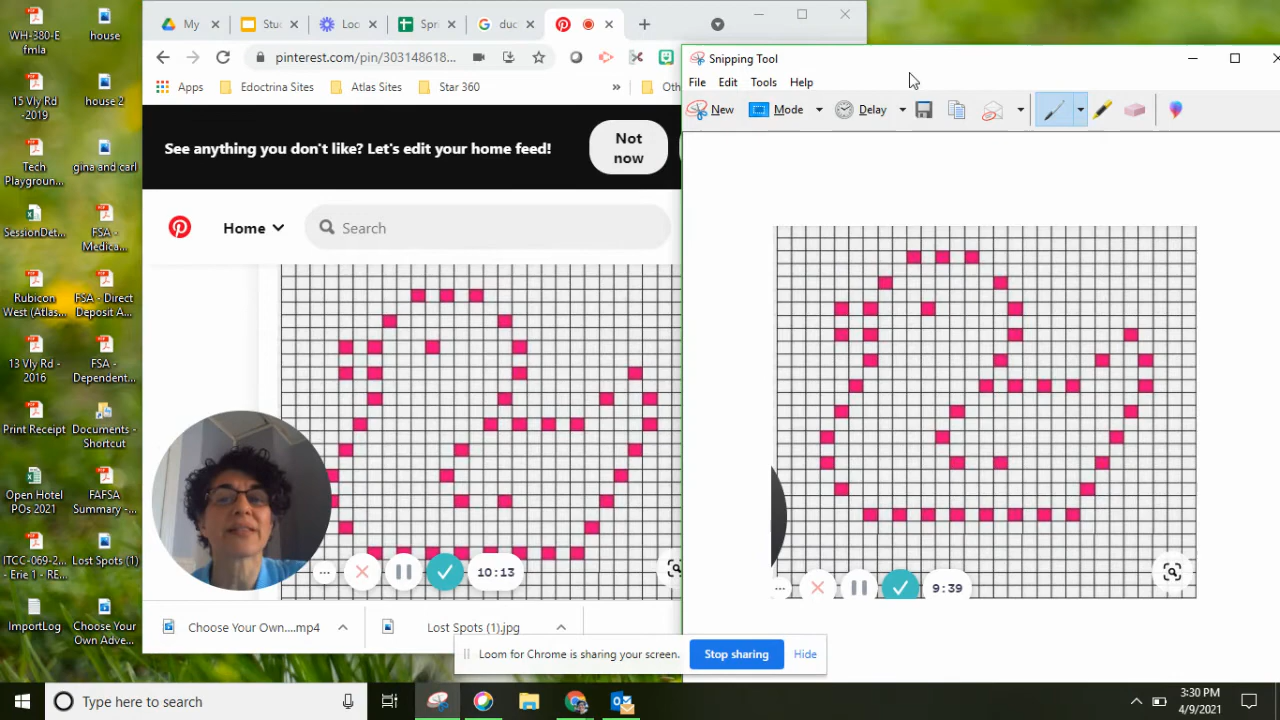 WH-380-E
fmla
house
15 Vly Rd
-2019
house 2
Tech
Playgroun...
gina and carl
SessionDet...
FSA -
Medica...
Rubicon
West (Atlas...
FSA - Direct
Deposit A...
13 Vly Rd -
2016
FSA -
Dependent...
Print Receipt
Documents -
Shortcut
Open Hotel
POs 2021
FAFSA
Summary -...
ITCC-069-2...
Erie 1 - RE...
Lost Spots (1)
ImportLog
Choose Your
Own Adve...
My
Stu
Loc
Spr
duc
pinterest.com/pin/303148618...
Apps
Edoctrina Sites
Atlas Sites
Star 360
»
Oth
See anything you don't like? Let's edit your home feed!
Not
now
Home
Search
10:13
Choose Your Own....mp4
Lost Spots (1).jpg
Snipping Tool
File Edit Tools Help
New
Mode
Delay
9:39
Loom for Chrome is sharing your screen.
Stop sharing
Hide
Type here to search
3:30 PM
4/9/2021